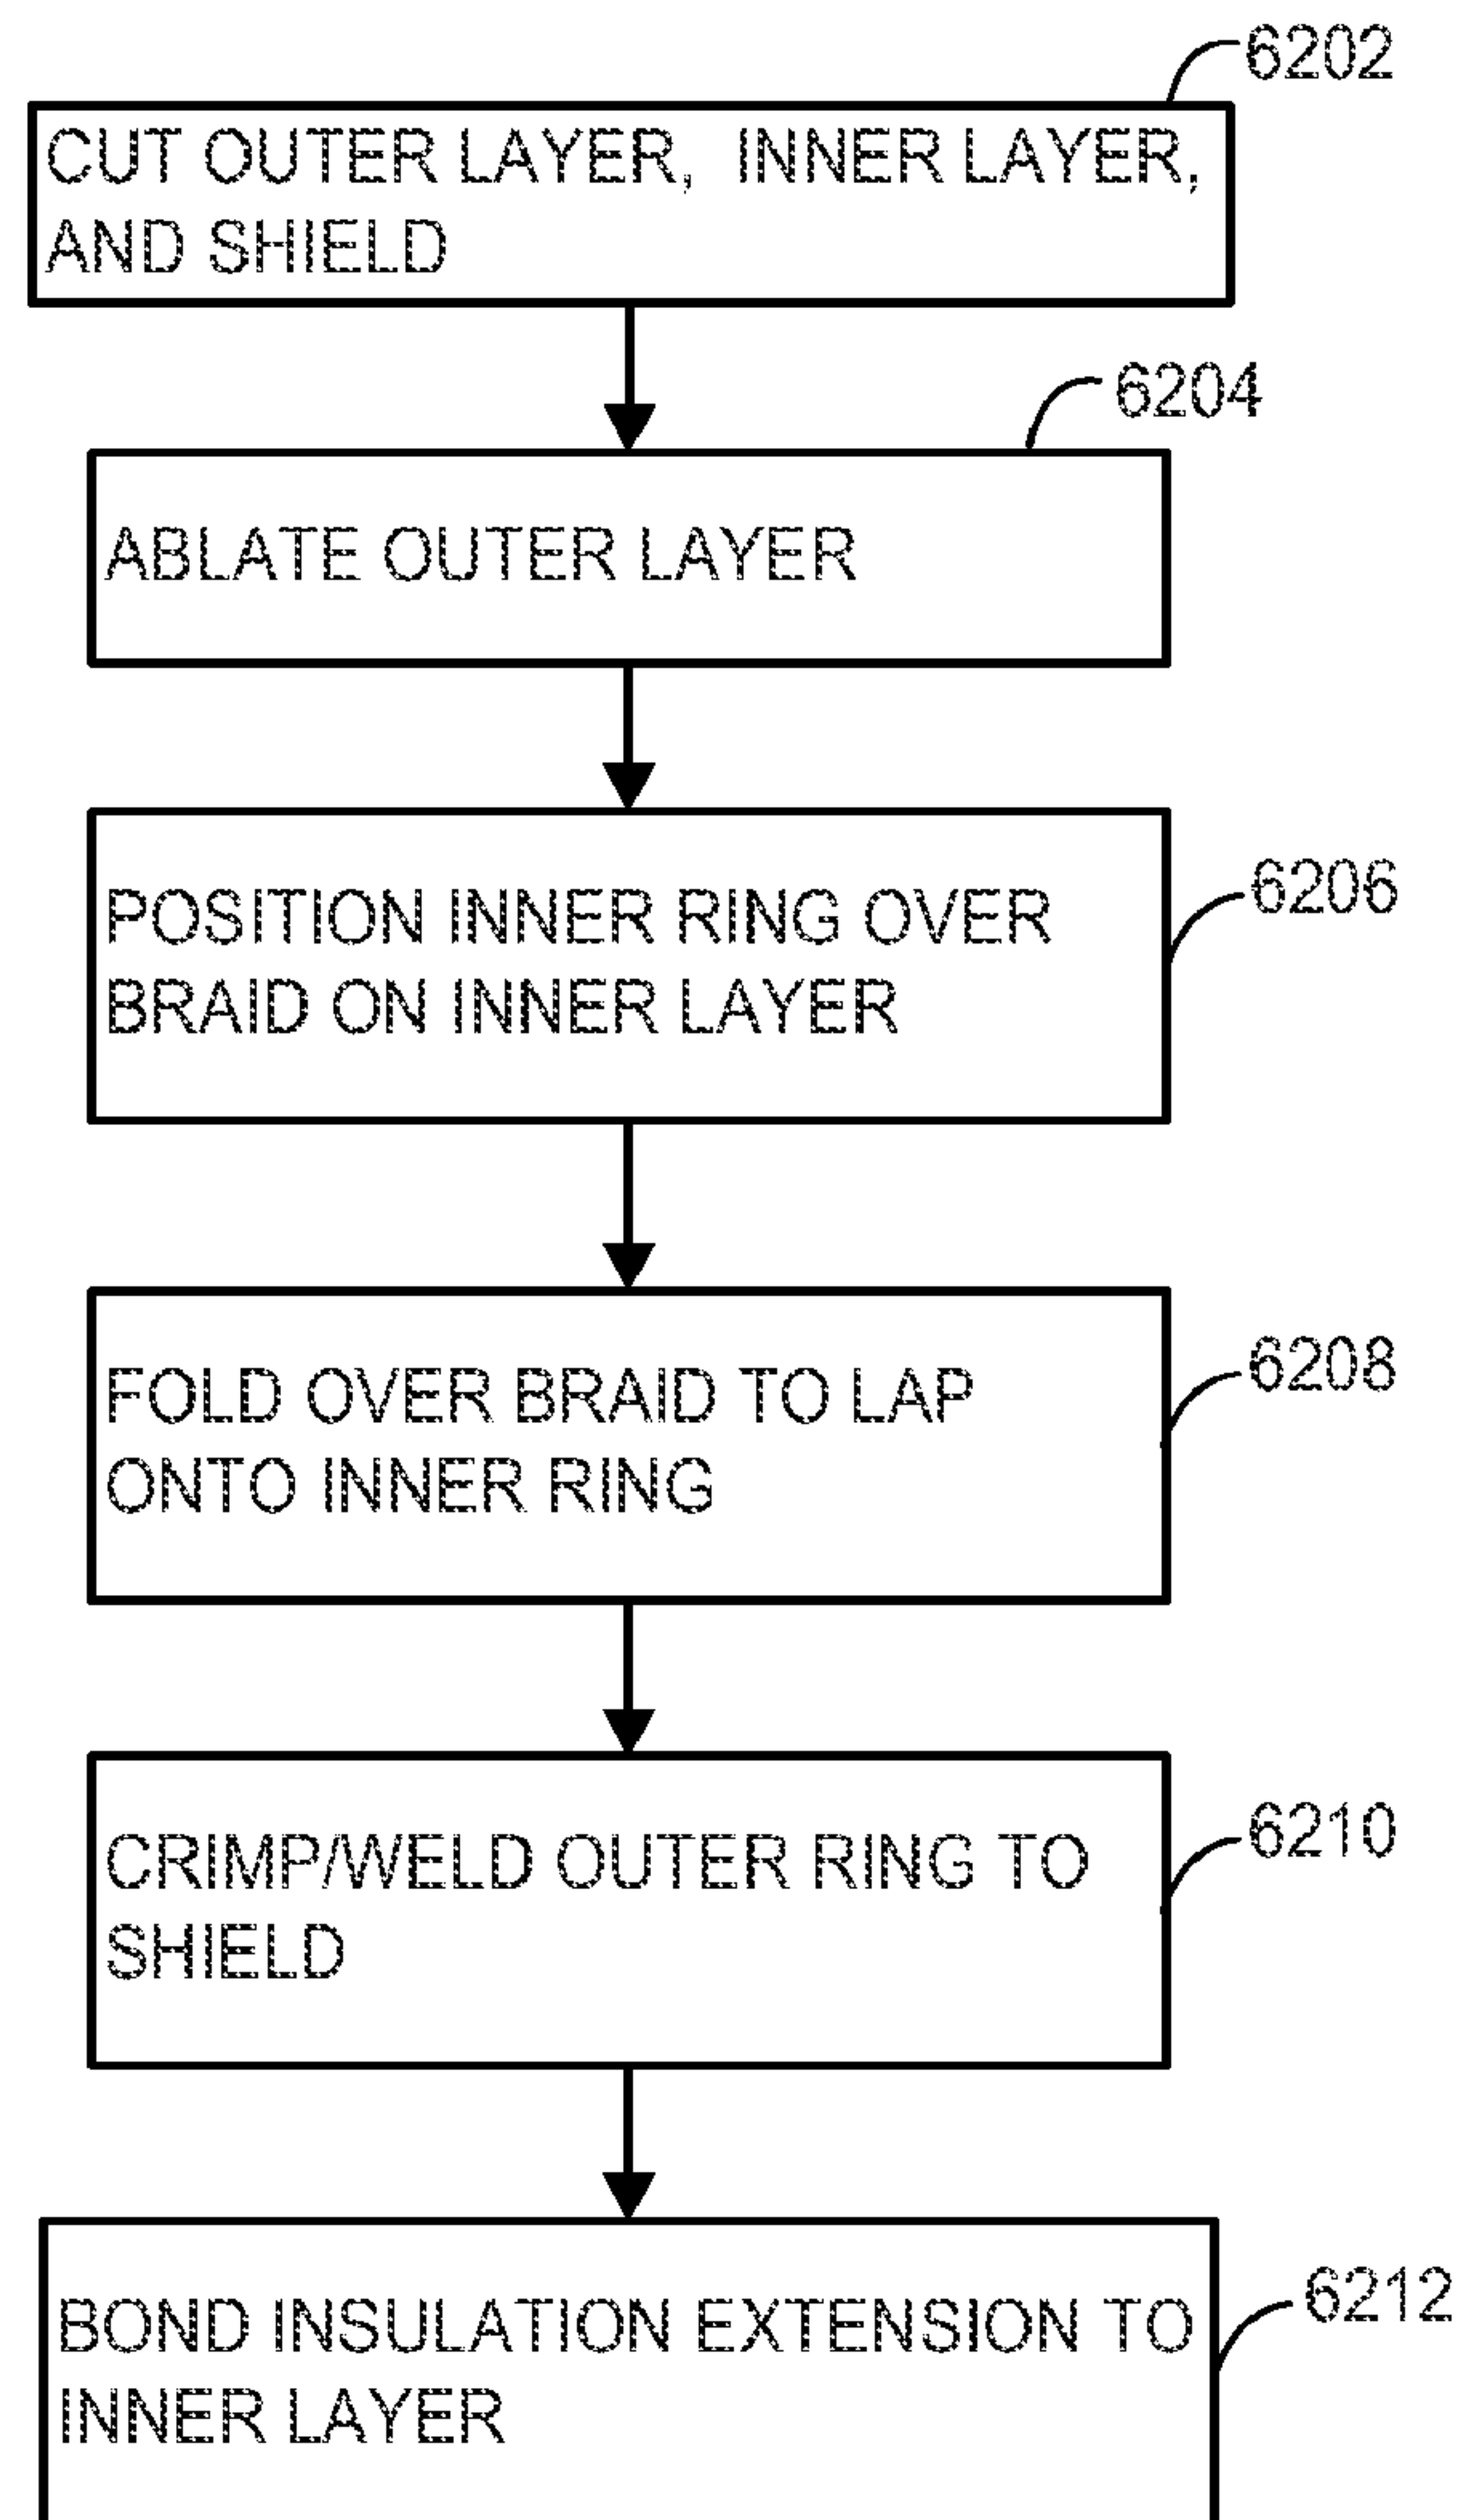 6202
CUT OUTER LAYER, INNER LAYER,
AND SHIELD
6204
ABLATE OUTER LAYER
6206
POSITION INNER RING OVER
BRAID ON INNER LAYER
6208
FOLD OVER BRAID TO LAP
ONTO INNER RING
6210
CRIMP/WELD OUTER RING TO
SHIELD
6212
BOND INSULATION EXTENSION TO
INNER LAYER